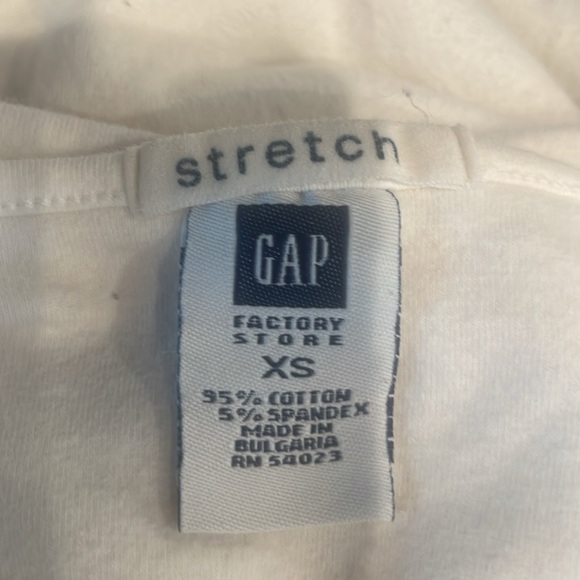 stretch
GAP
FACTORY
STORE
XS
95% COTTON
5% SPANDEX
MADE IN
BULGARIA
RN 54023